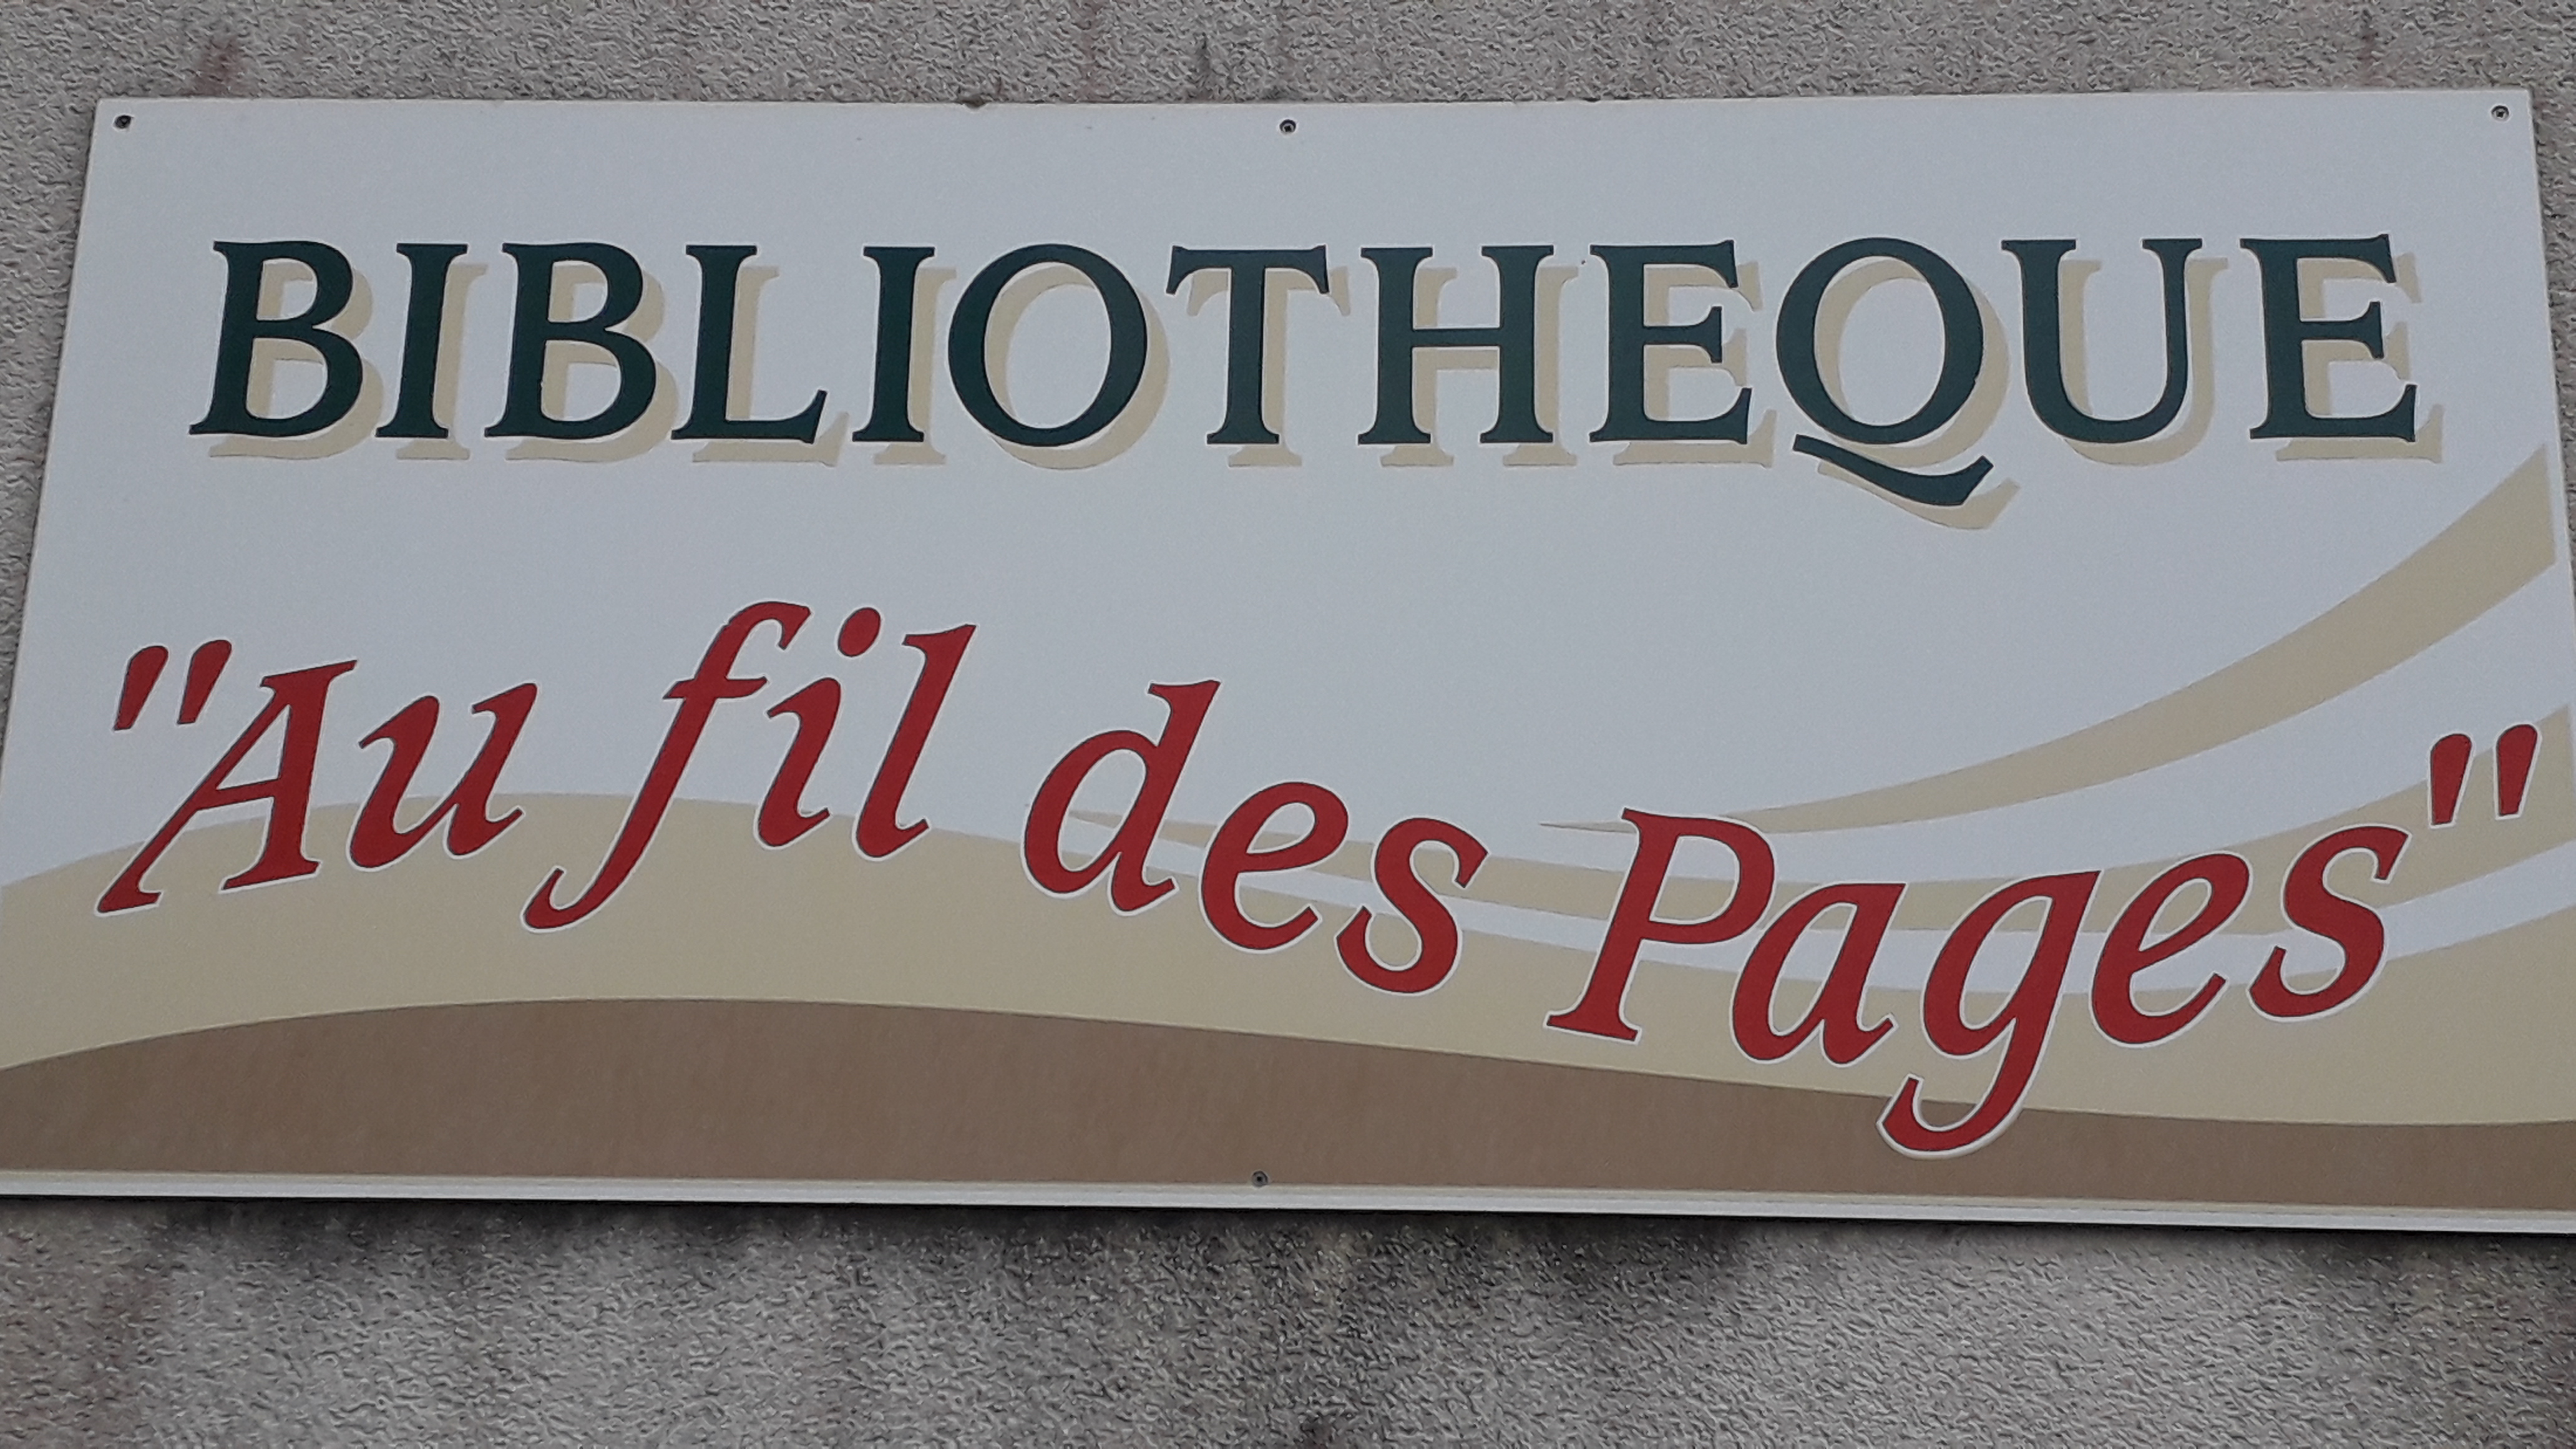 BIBLIOTHEQUE
"Au fil des Pages"